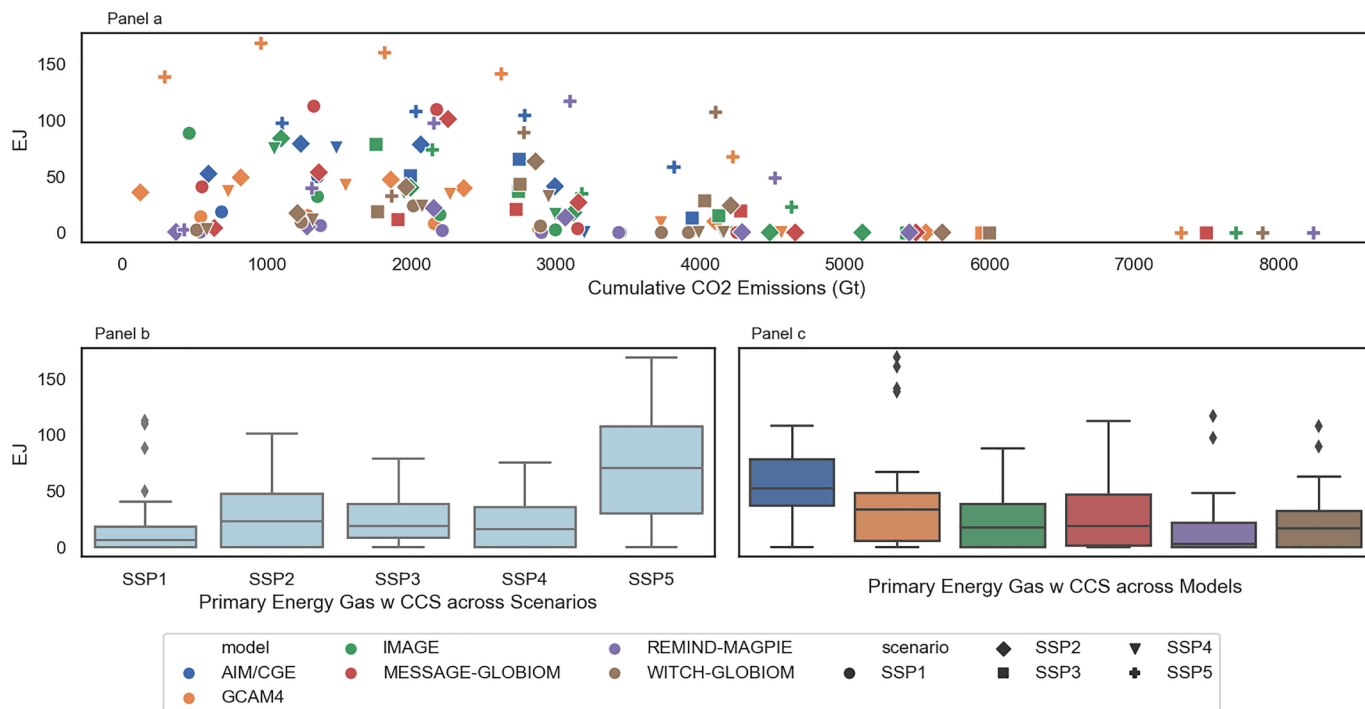 Panel a
150
100
50
0
EJ
0 1000 2000 3000 4000 5000 6000 7000 8000
Cumulative CO2 Emissions (Gt)
Panel b
Panel c
150
100
50
0
EJ
SSP1 SSP2 SSP3 SSP4 SSP5
Primary Energy Gas w CCS across Scenarios
Primary Energy Gas w CCS across Models
model IMAGE REMIND-MAGPIE scenario SSP2 SSP4
AIM/CGE MESSAGE-GLOBIOM WITCH-GLOBIOM SSP1 SSP3 SSP5
GCAM4